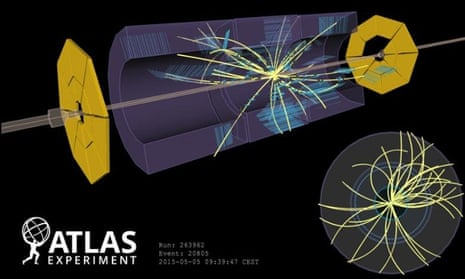 ATLAS
EXPERIMENT
Run: 263962
Event: 20805
2015-05-05 09:39:47 CEST